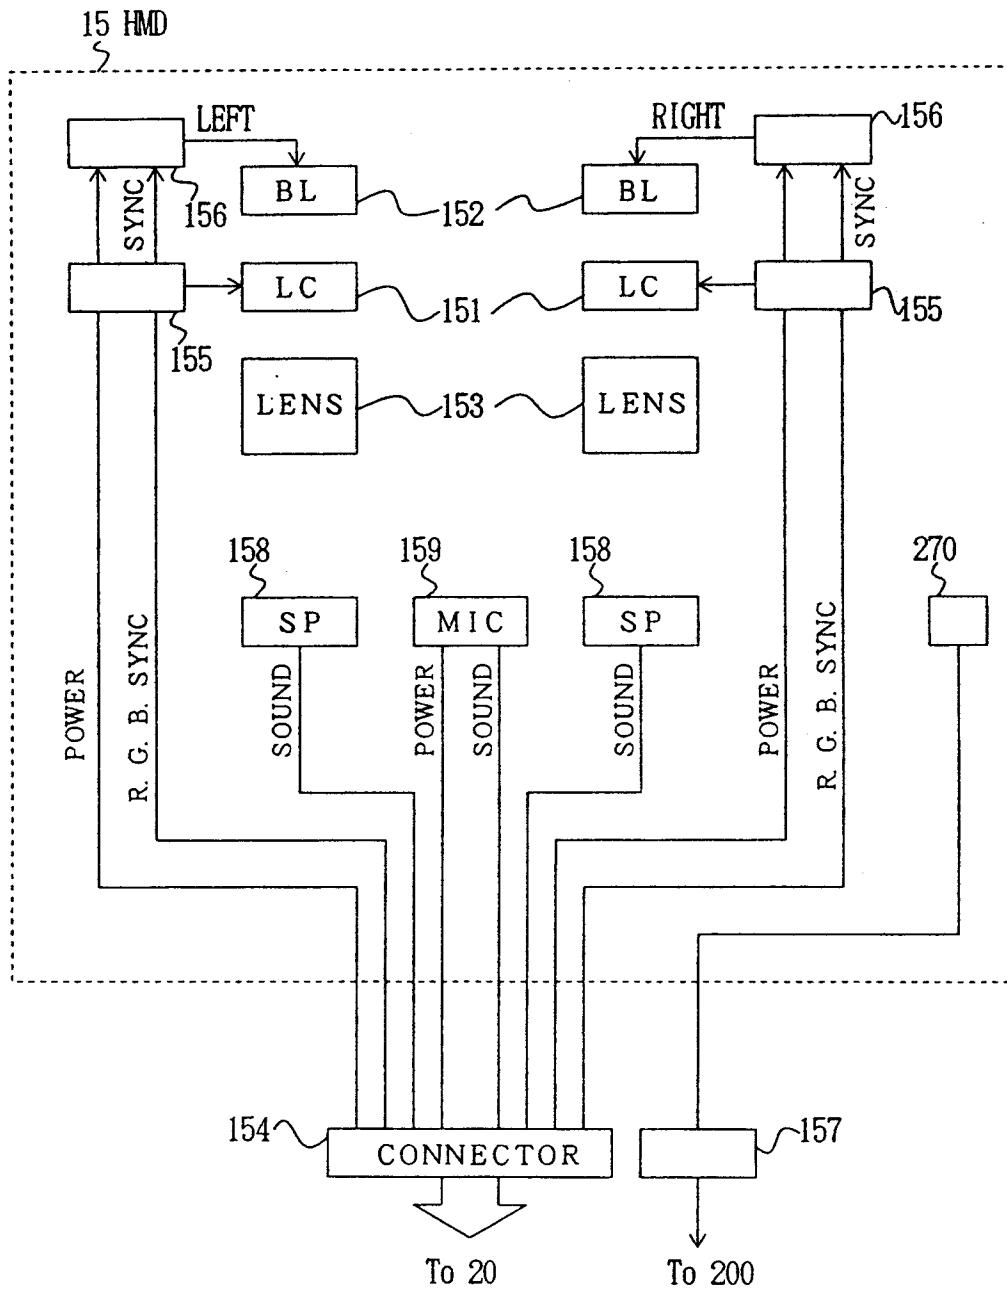 15 HMD
LEFT
RIGHT
156
BL
152
BL
156
SYNC
SYNC
LC
151
LC
155
155
LENS
153
LENS
158
159
158
270
SP
MIC
SP
POWER
R. G. B. SYNC
SOUND
POWER
SOUND
SOUND
POWER
R. G. B. SYNC
154
CONNECTOR
157
To 20
To 200